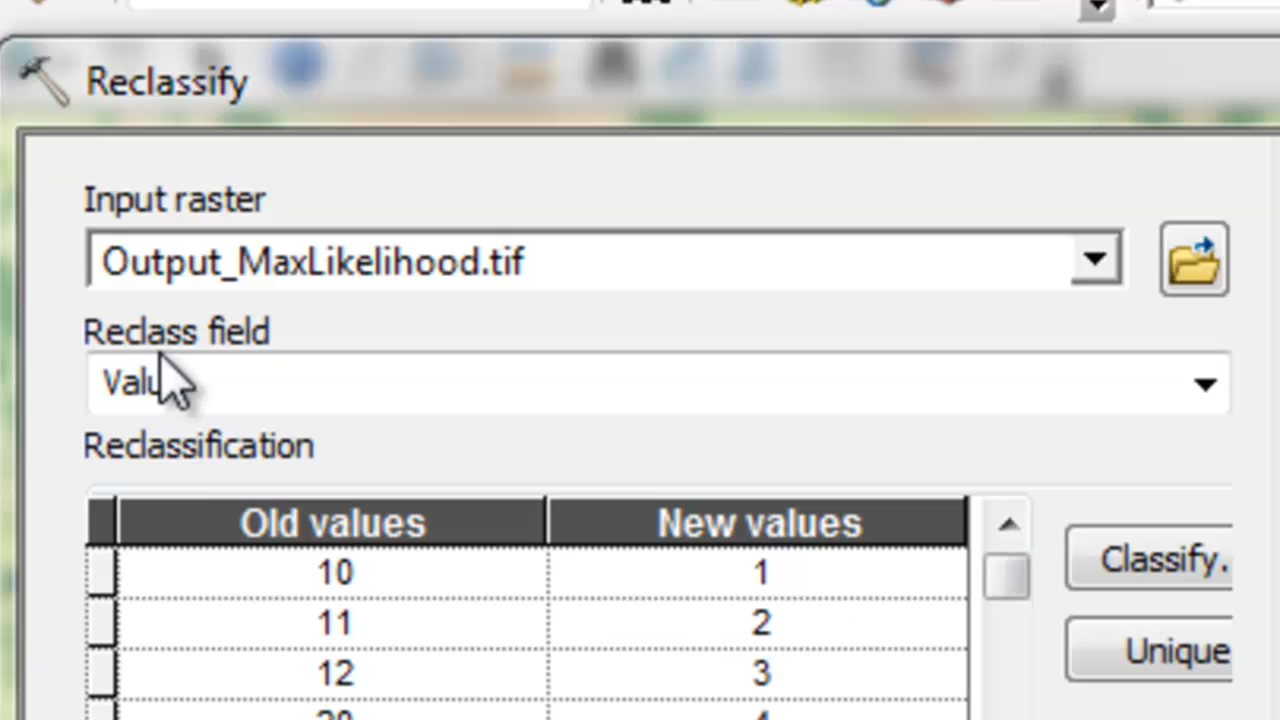 Reclassify
Input raster
Output_MaxLikelihood.tif
Reclass field
Valu
Reclassification
Old values New values
10 1
11 2
12 3
Classify.
Unique